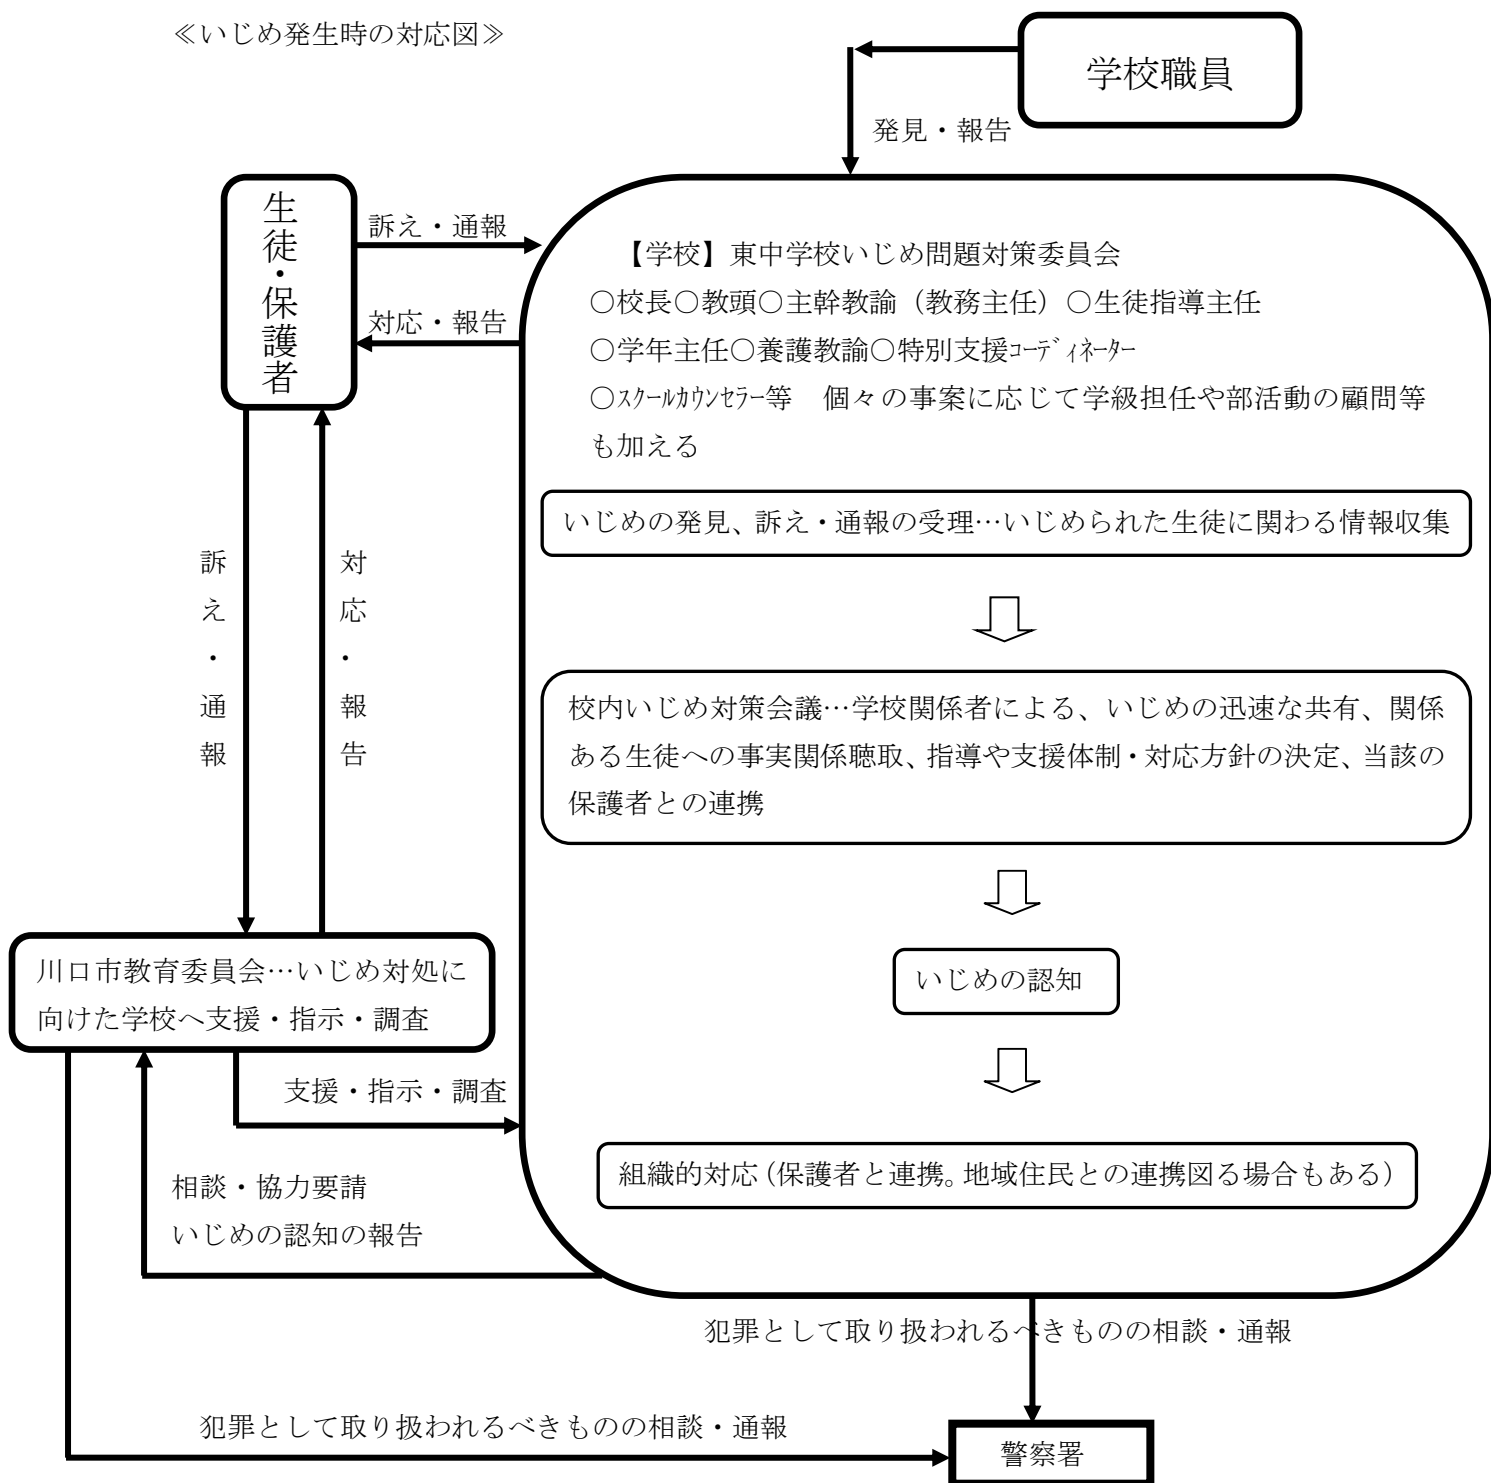 ≪いじめ発生時の対応図≫
学校職員
発見・報告
生徒・保護者
訴え・通報
対応・報告
【学校】東中学校いじめ問題対策委員会
○校長○教頭○主幹教諭（教務主任）○生徒指導主任
○学年主任○養護教諭○特別支援ｺｰﾃﾞｨﾈｰﾀｰ
○ｽｸｰﾙｶｳﾝｾﾗｰ等　個々の事案に応じて学級担任や部活動の顧問等
も加える
いじめの発見、訴え・通報の受理…いじめられた生徒に関わる情報収集
訴え・通報
対応・報告
校内いじめ対策会議…学校関係者による、いじめの迅速な共有、関係
ある生徒への事実関係聴取、指導や支援体制・対応方針の決定、当該の
保護者との連携
いじめの認知
川口市教育委員会…いじめ対処に
向けた学校へ支援・指示・調査
支援・指示・調査
組織的対応（保護者と連携。地域住民との連携図る場合もある）
相談・協力要請
いじめの認知の報告
犯罪として取り扱われるべきものの相談・通報
犯罪として取り扱われるべきものの相談・通報
警察署